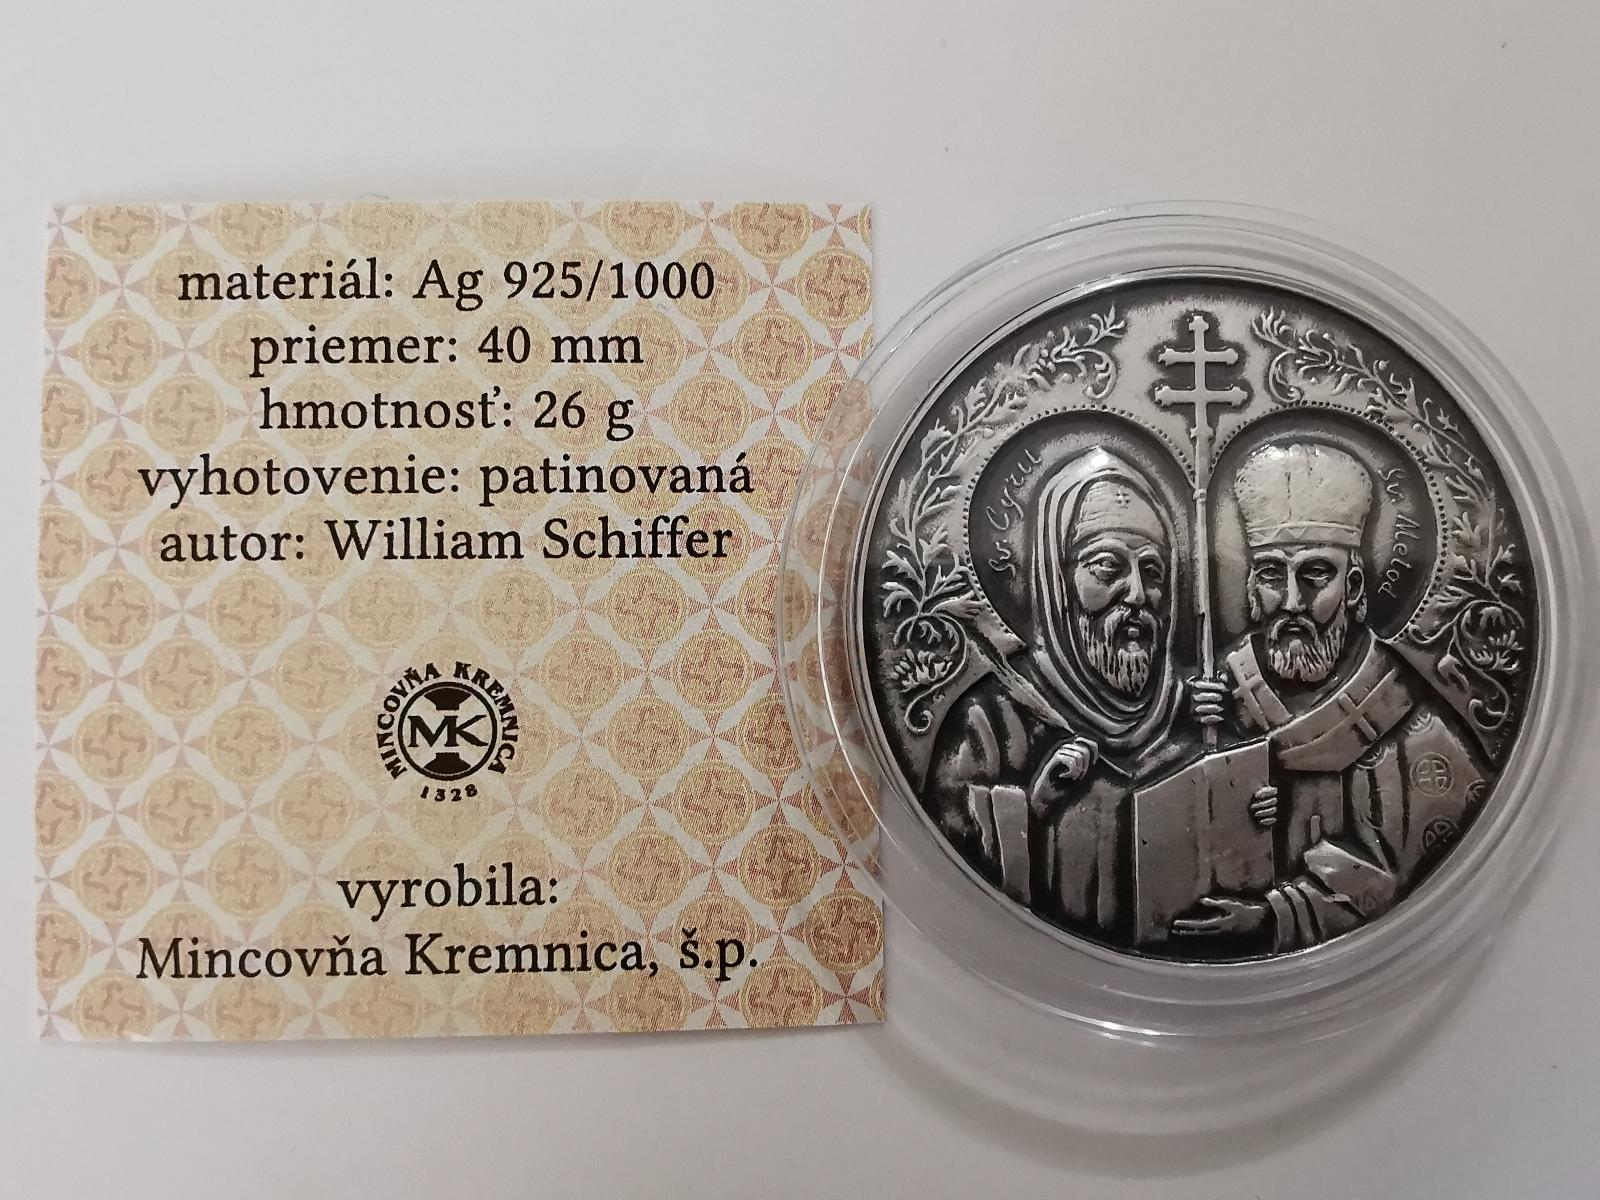 materiál: Ag 925/1000
priemer: 40 mm
hmotnosť: 26 g
vyhotovenie: patinovaná
autor: William Schiffer
MINCOVŇA KREMNICA
MK
1328
vyrobila:
Mincovňa Kremnica, š.p.
Sv. Cyril
Sv. Metod